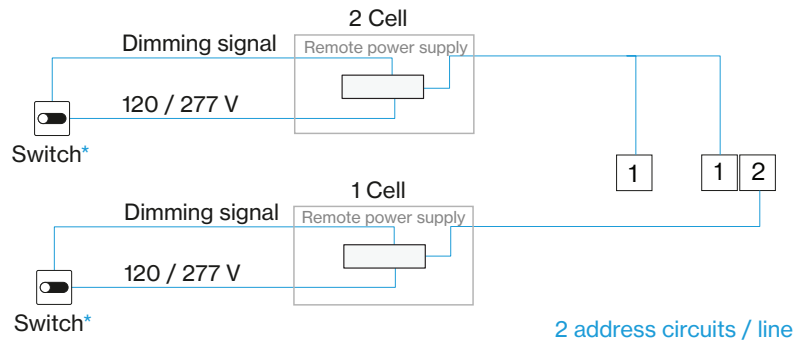 2 Cell
Dimming signal
Remote power supply
120 / 277 V
Switch*
1
1 2
1 Cell
Dimming signal
Remote power supply
120 / 277 V
Switch*
2 address circuits / line